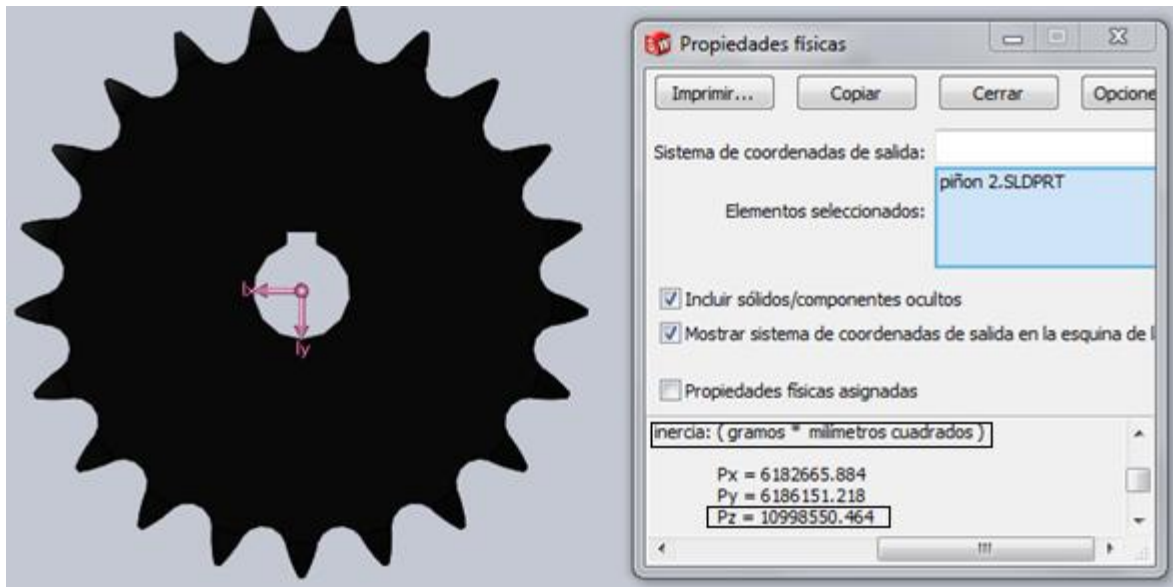 Propiedades físicas
Imprimir... Copiar Cerrar Opcione
Sistema de coordenadas de salida:
piñon 2.SLDPRT
Elementos seleccionados:
Incluir sólidos/componentes ocultos
Mostrar sistema de coordenadas de salida en la esquina de l
Propiedades físicas asignadas
inercia: ( gramos * milímetros cuadrados )
Px = 6182665.884
Py = 6186151.218
Pz = 10998550.464
Iy